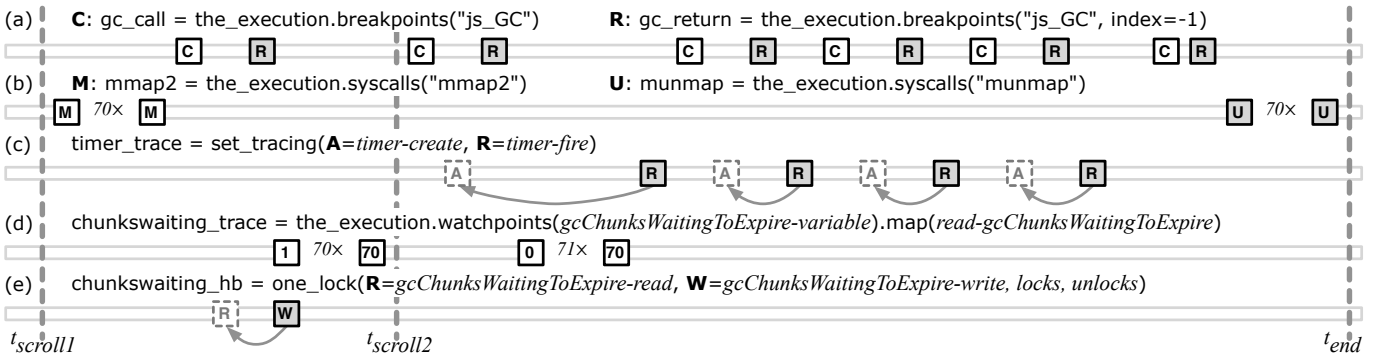 (a) C: gc_call = the_execution.breakpoints("js_GC") R: gc_return = the_execution.breakpoints("js_GC", index=-1)
C R C R C R C R C R C R
(b) M: mmap2 = the_execution.syscalls("mmap2") U: munmap = the_execution.syscalls("munmap")
M 70× M U 70× U
(c) timer_trace = set_tracing(A=timer-create, R=timer-fire)
A R A R A R A R
(d) chunkswaiting_trace = the_execution.watchpoints(gcChunksWaitingToExpire-variable).map(read-gcChunksWaitingToExpire)
1 70× 70 0 71× 70
(e) chunkswaiting_hb = one_lock(R=gcChunksWaitingToExpire-read, W=gcChunksWaitingToExpire-write, locks, unlocks)
R W
tscroll1 tscroll2 tend